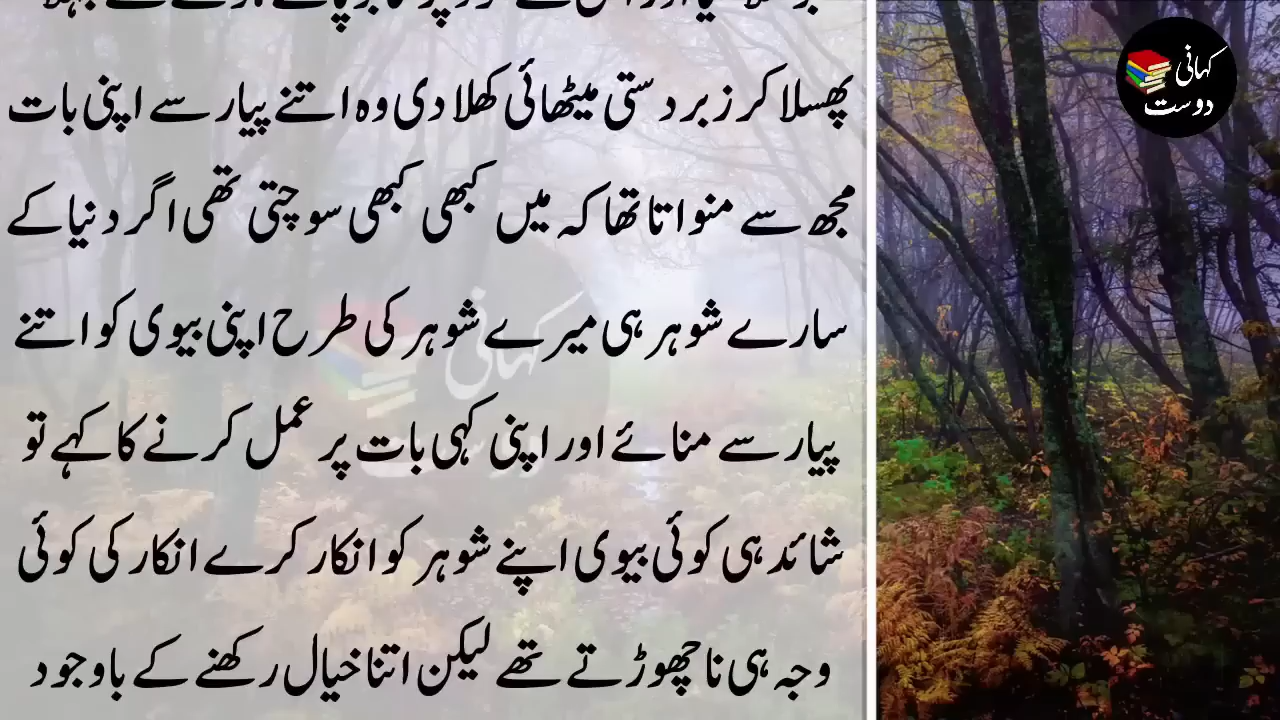 پھسلا کر زبردستی میٹھائی کھلا دی وہ اتنے پیار سے اپنی بات
مجھ سے منواتا تھا کہ میں کبھی کبھی سوچتی تھی اگر دنیا کے
سارے شوہر ہی میرے شوہر کی طرح اپنی بیوی کو اتنے
پیار سے منائے اور اپنی کہی بات پر عمل کرنے کا کہے تو
شائد ہی کوئی بیوی اپنے شوہر کو انکار کرے انکار کی کوئی
وجہ ہی نا چھوڑتے تھے لیکن اتنا خیال رکھنے کے باوجود
کہانی
دوست
کہانی